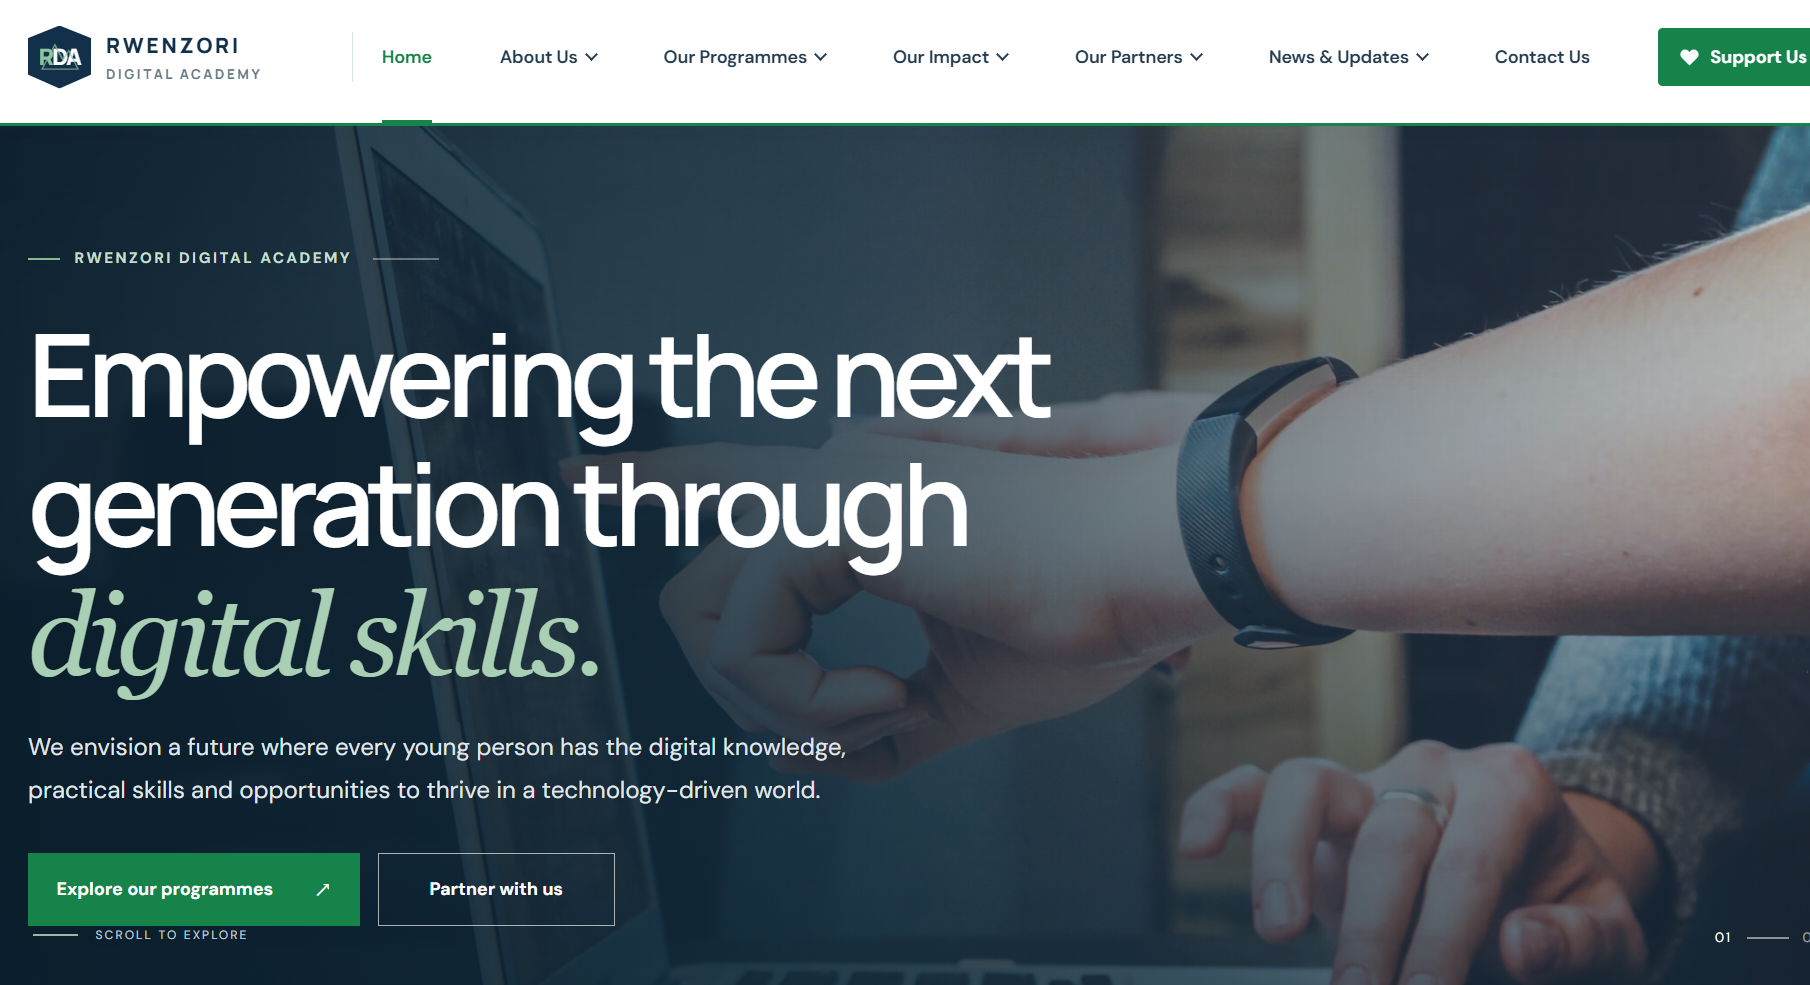 RDA
RWENZORI
DIGITAL ACADEMY
Home
About Us
Our Programmes
Our Impact
Our Partners
News & Updates
Contact Us
Support Us
RWENZORI DIGITAL ACADEMY
Empowering the next
generation through
digital skills.
We envision a future where every young person has the digital knowledge,
practical skills and opportunities to thrive in a technology-driven world.
Explore our programmes ↗
Partner with us
SCROLL TO EXPLORE
01